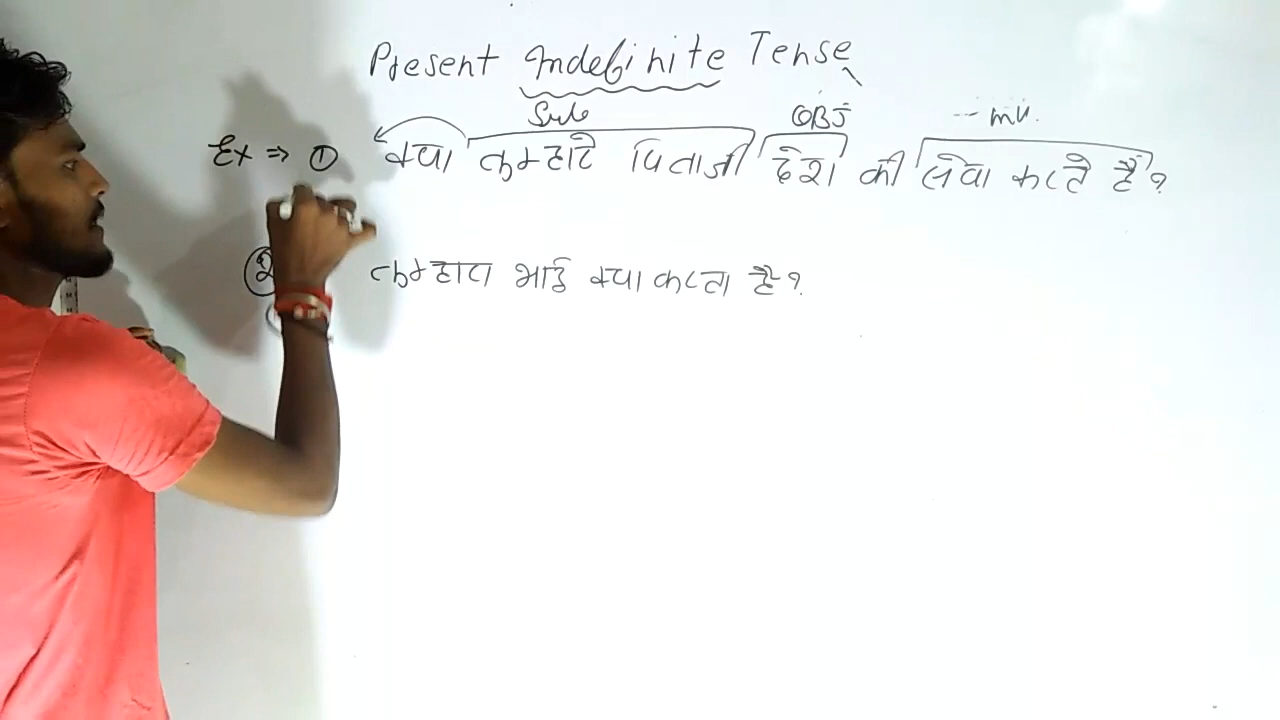 Present Indefinite Tense
Sub OBJ -- m.v.
Ex ⇒ ① क्या तुम्हारे पिताजी देश की सेवा करते हैं?
② तुम्हारा भाई क्या करता है?